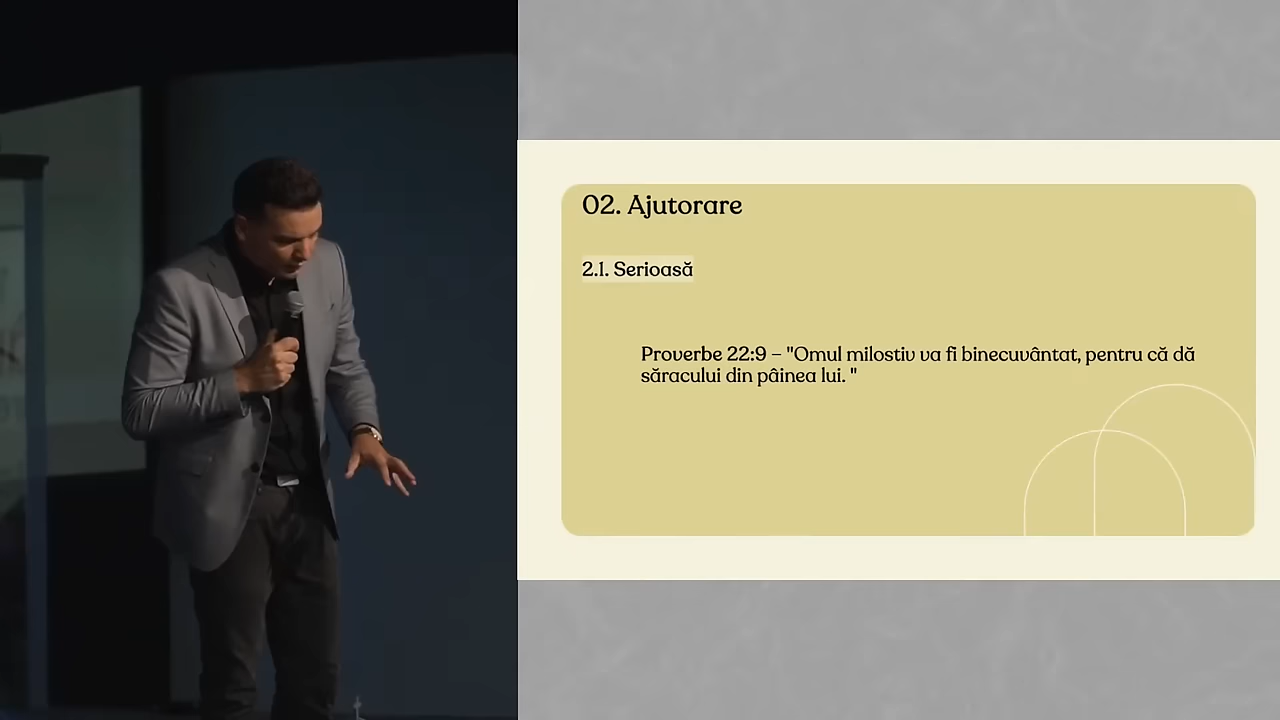 02. Ajutorare
2.1. Serioasă
Proverbe 22:9 – "Omul milostiv va fi binecuvântat, pentru că dă
săracului din pâinea lui. "